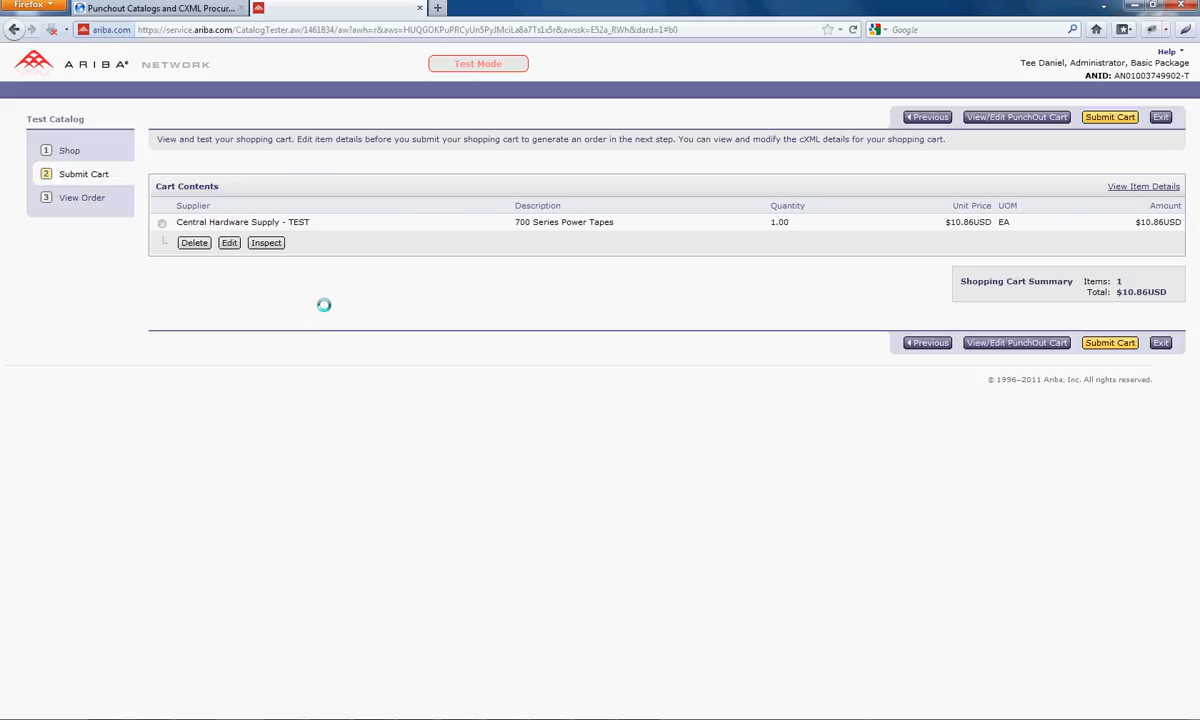 Firefox
Punchout Catalogs and CXML Procur...
ariba.com https://service.ariba.com/CatalogTester.aw/1461834/aw?awh=r&aws=HUQGOKPuPRCyUn5PyJMciLa8a7Ts1x5r&awssk=E52a_RWh&dard=1#b0
Google
ARIBA® NETWORK
Test Mode
Help
Tee Daniel, Administrator, Basic Package
ANID: AN01003749902-T
Test Catalog
1 Shop
2 Submit Cart
3 View Order
Previous View/Edit PunchOut Cart Submit Cart Exit
View and test your shopping cart. Edit item details before you submit your shopping cart to generate an order in the next step. You can view and modify the cXML details for your shopping cart.
Cart Contents View Item Details
Supplier Description Quantity Unit Price UOM Amount
Central Hardware Supply - TEST 700 Series Power Tapes 1.00 $10.86USD EA $10.86USD
Delete Edit Inspect
Shopping Cart Summary Items: 1
Total: $10.86USD
Previous View/Edit PunchOut Cart Submit Cart Exit
© 1996–2011 Ariba, Inc. All rights reserved.